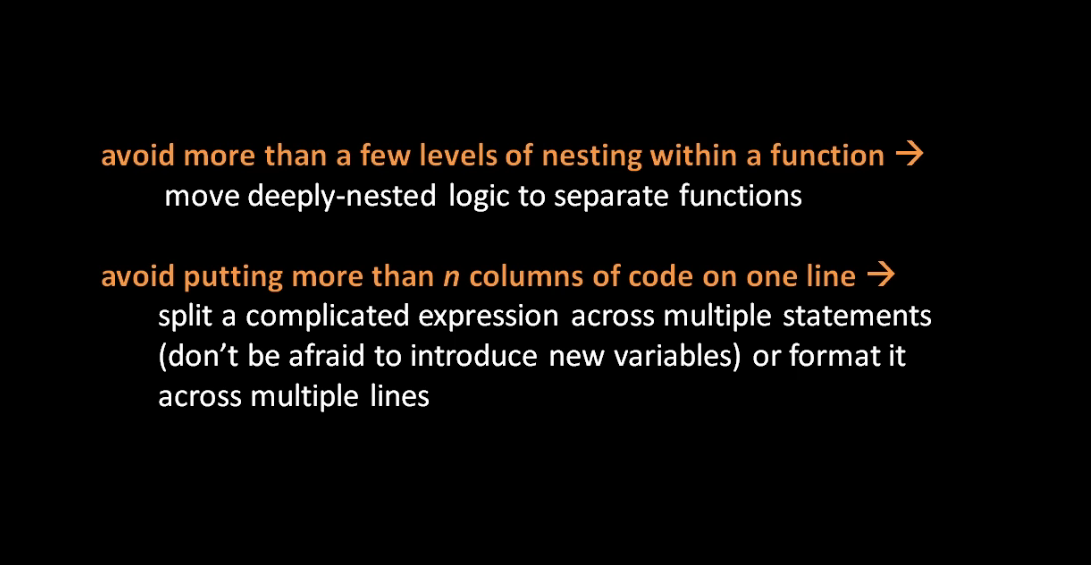 avoid more than a few levels of nesting within a function →
move deeply-nested logic to separate functions
avoid putting more than n columns of code on one line →
split a complicated expression across multiple statements
(don’t be afraid to introduce new variables) or format it
across multiple lines